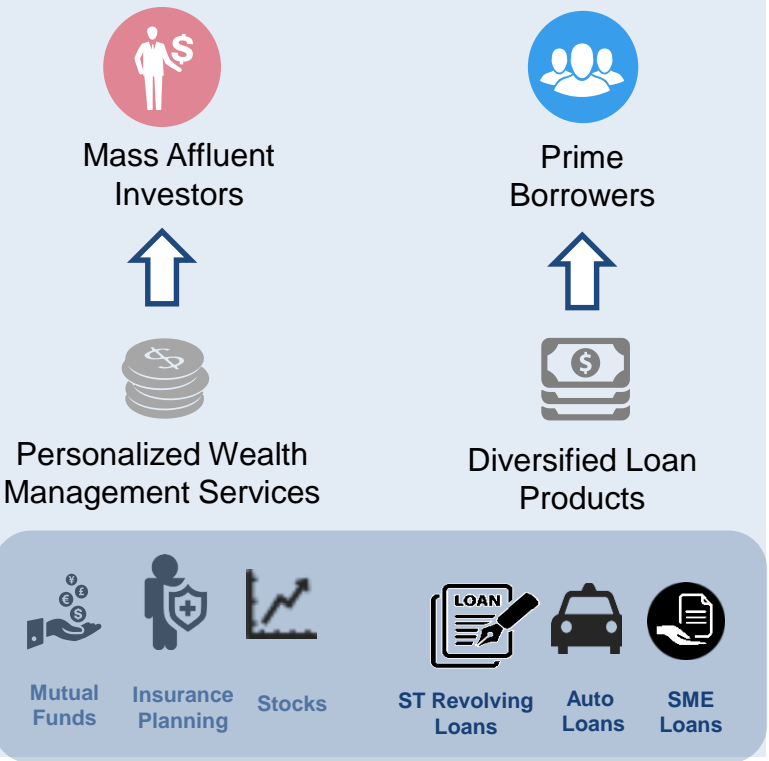 Mass Affluent
Investors
Prime
Borrowers
Personalized Wealth
Management Services
Diversified Loan
Products
LOAN
Mutual
Funds
Insurance
Planning
Stocks
ST Revolving
Loans
Auto
Loans
SME
Loans